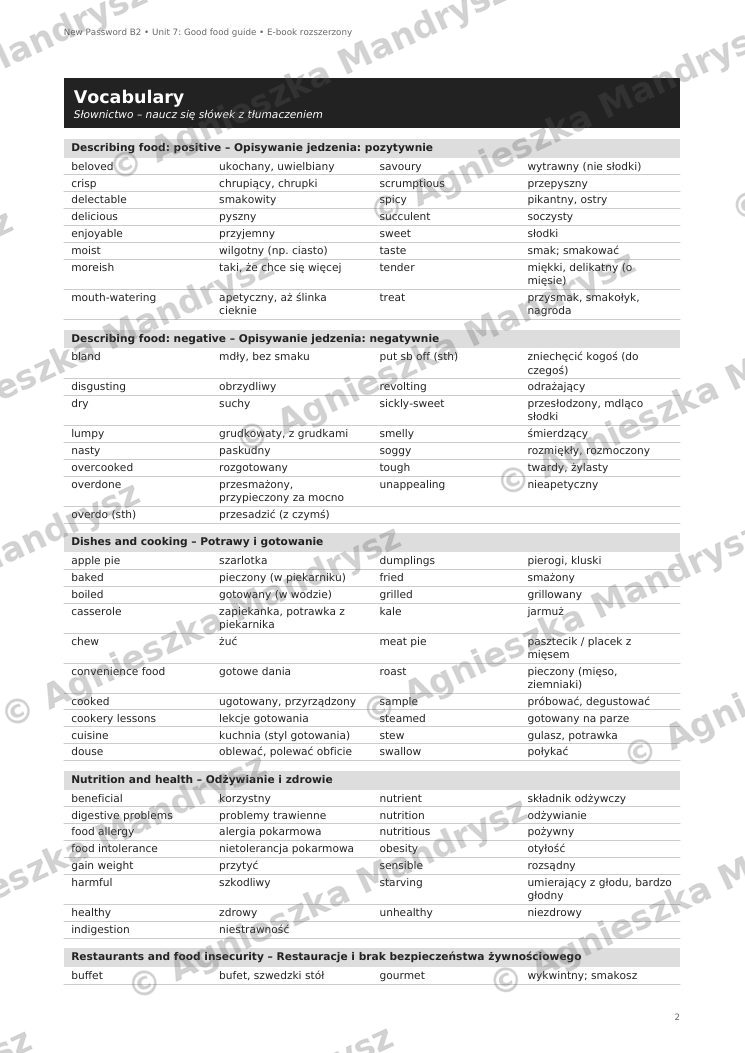 New Password B2 • Unit 7: Good food guide • E-book rozszerzony
Vocabulary
Słownictwo – naucz się słówek z tłumaczeniem
Describing food: positive – Opisywanie jedzenia: pozytywnie
beloved ukochany, uwielbiany savoury wytrawny (nie słodki)
crisp chrupiący, chrupki scrumptious przepyszny
delectable smakowity spicy pikantny, ostry
delicious pyszny succulent soczysty
enjoyable przyjemny sweet słodki
moist wilgotny (np. ciasto) taste smak; smakować
moreish taki, że chce się więcej tender miękki, delikatny (o
mięsie)
mouth-watering apetyczny, aż ślinka treat przysmak, smakołyk,
cieknie nagroda
Describing food: negative – Opisywanie jedzenia: negatywnie
bland mdły, bez smaku put sb off (sth) zniechęcić kogoś (do
czegoś)
disgusting obrzydliwy revolting odrażający
dry suchy sickly-sweet przesłodzony, mdląco
słodki
lumpy grudkowaty, z grudkami smelly śmierdzący
nasty paskudny soggy rozmiękły, rozmoczony
overcooked rozgotowany tough twardy, żylasty
overdone przesmażony, unappealing nieapetyczny
przypieczony za mocno
overdo (sth) przesadzić (z czymś)
Dishes and cooking – Potrawy i gotowanie
apple pie szarlotka dumplings pierogi, kluski
baked pieczony (w piekarniku) fried smażony
boiled gotowany (w wodzie) grilled grillowany
casserole zapiekanka, potrawka z kale jarmuż
piekarnika
chew żuć meat pie pasztecik / placek z
mięsem
convenience food gotowe dania roast pieczony (mięso,
ziemniaki)
cooked ugotowany, przyrządzony sample próbować, degustować
cookery lessons lekcje gotowania steamed gotowany na parze
cuisine kuchnia (styl gotowania) stew gulasz, potrawka
douse oblewać, polewać obficie swallow połykać
Nutrition and health – Odżywianie i zdrowie
beneficial korzystny nutrient składnik odżywczy
digestive problems problemy trawienne nutrition odżywianie
food allergy alergia pokarmowa nutritious pożywny
food intolerance nietolerancja pokarmowa obesity otyłość
gain weight przytyć sensible rozsądny
harmful szkodliwy starving umierający z głodu, bardzo
głodny
healthy zdrowy unhealthy niezdrowy
indigestion niestrawność
Restaurants and food insecurity – Restauracje i brak bezpieczeństwa żywnościowego
buffet bufet, szwedzki stół gourmet wykwintny; smakosz
2
© Agnieszka Mandrysz